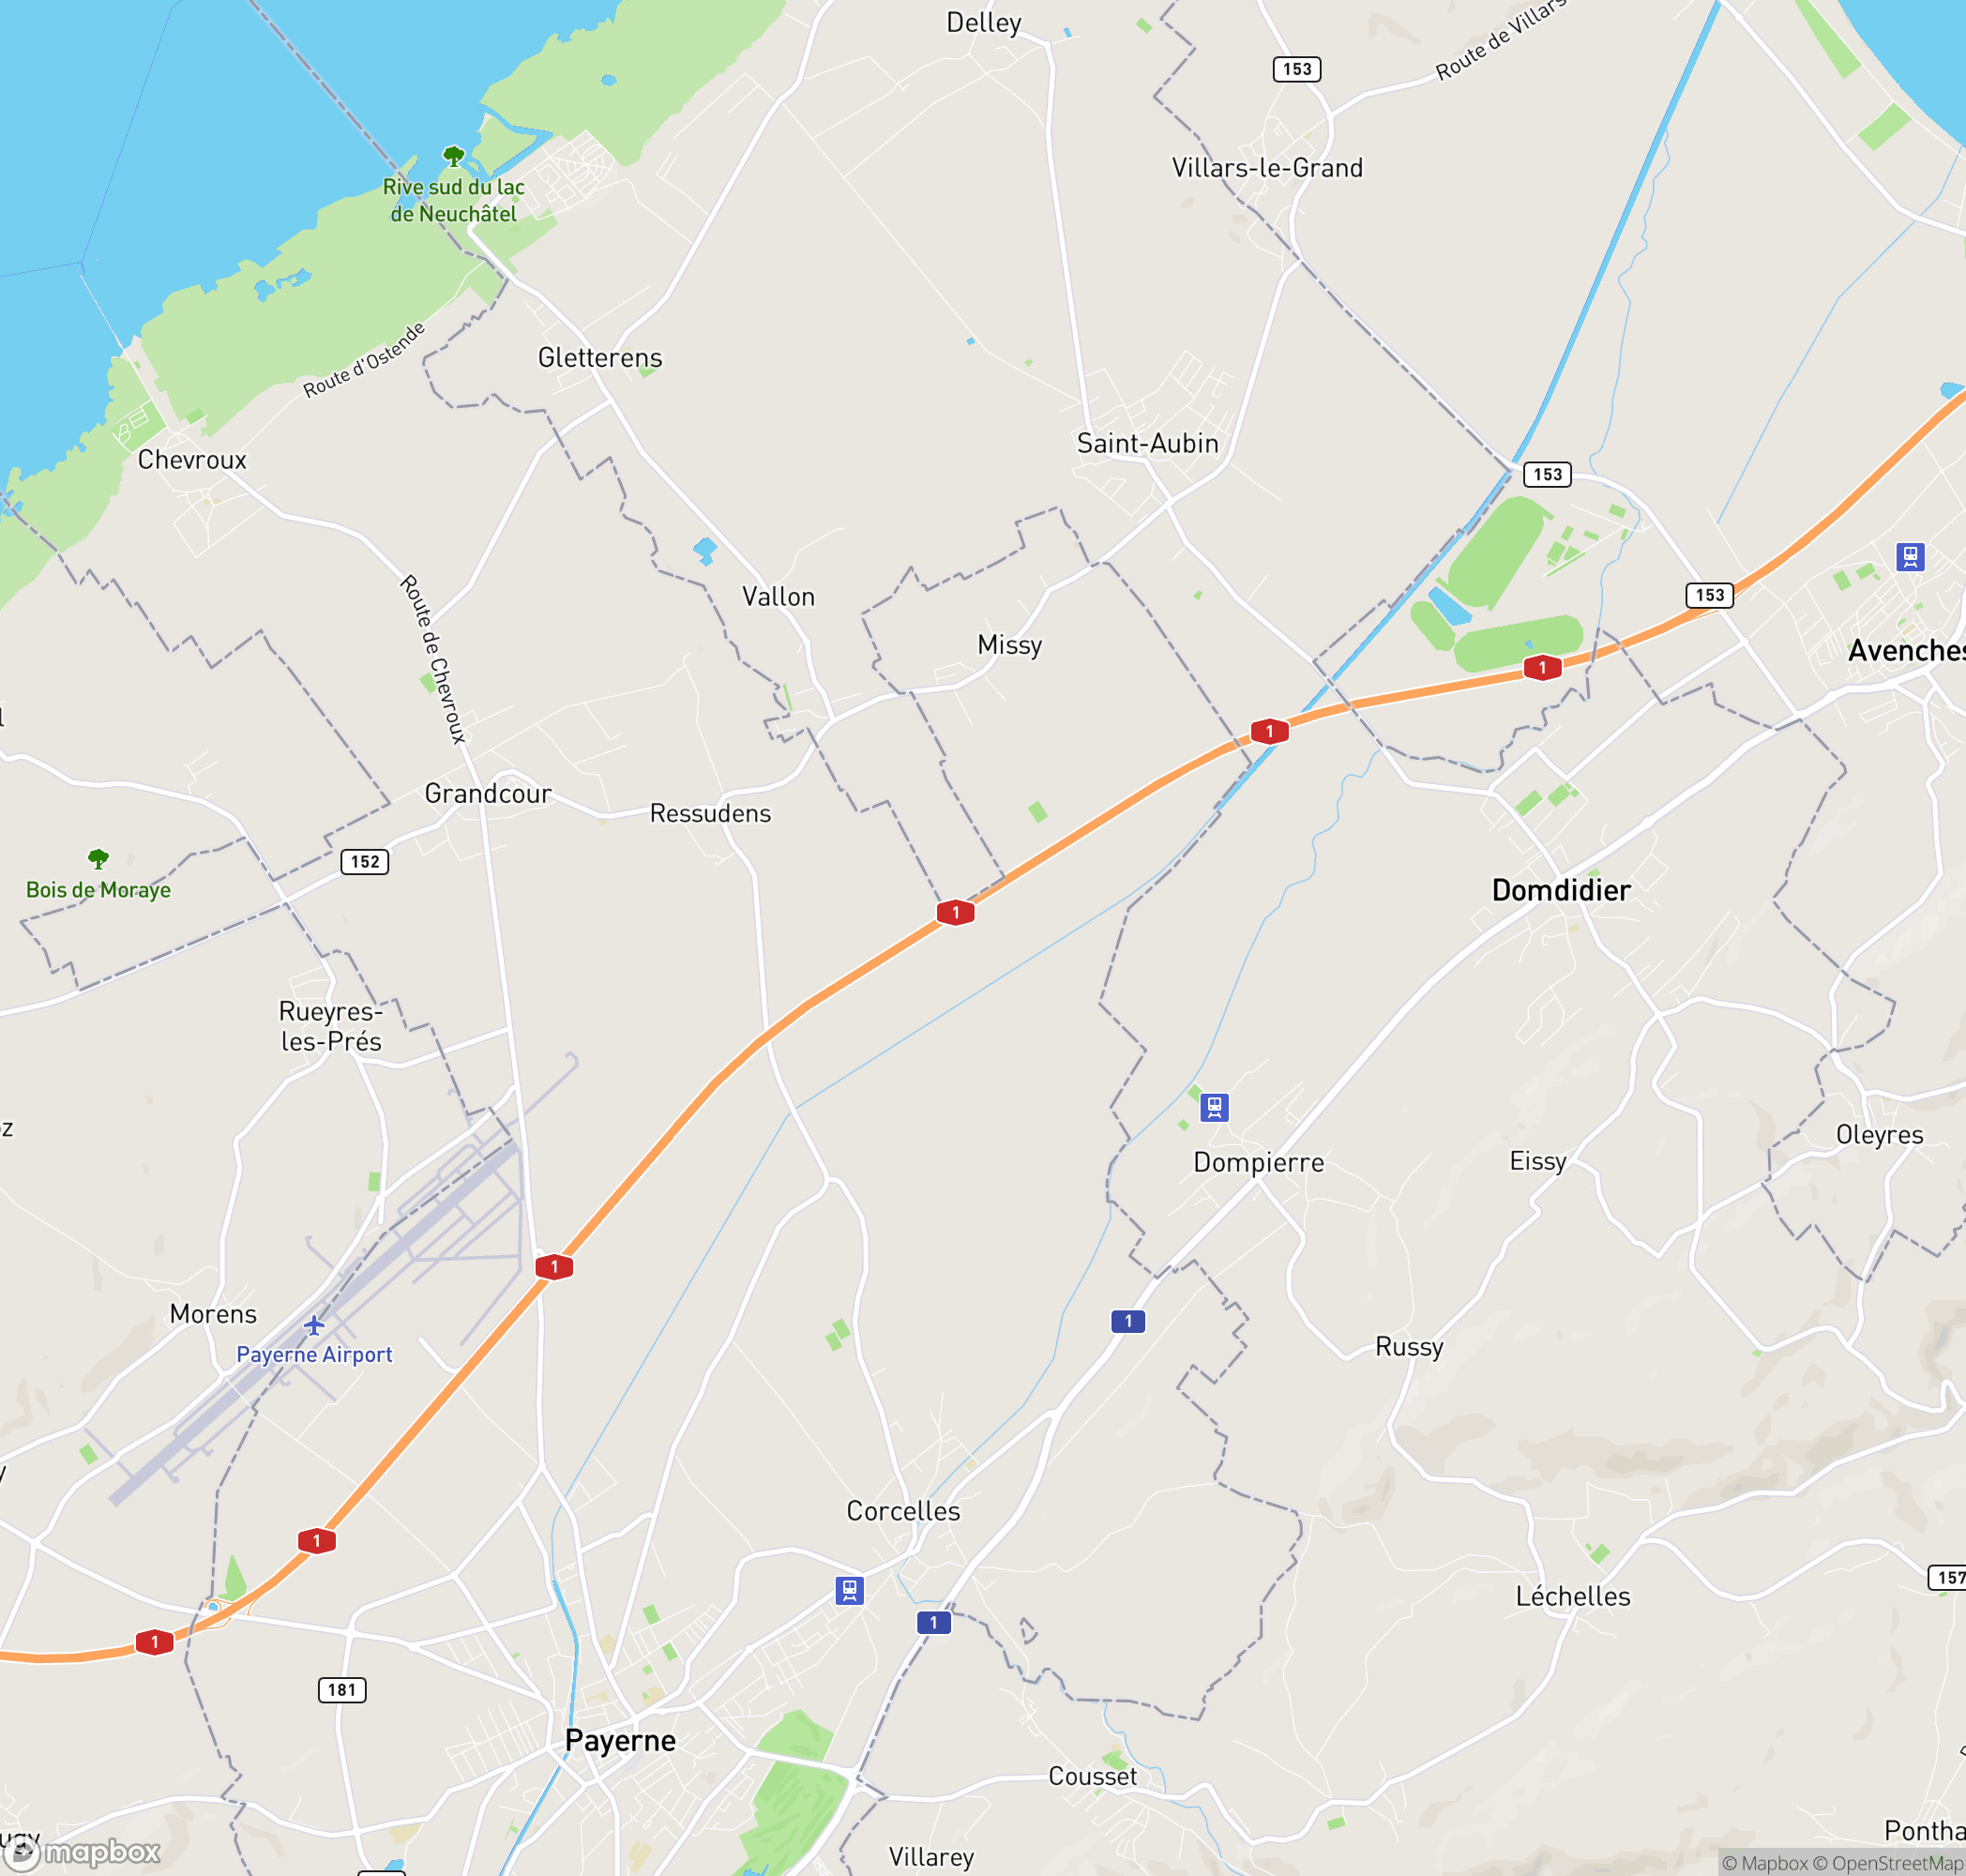 Delley
153
Route de Villars
Rive sud du lac
de Neuchâtel
Villars-le-Grand
Route d'Ostende
Gletterens
Chevroux
Saint-Aubin
153
Route de Chevroux
Vallon
153
Missy
Avenches
1
1
Grandcour
Ressudens
152
Bois de Moraye
Domdidier
1
Rueyres-
les-Prés
Oleyres
Dompierre
Eissy
1
Morens
1
Payerne Airport
Russy
Corcelles
1
157
Léchelles
1
1
181
Payerne
Cousset
Pontha
Villarey
ugy
mapbox
© Mapbox © OpenStreetMap